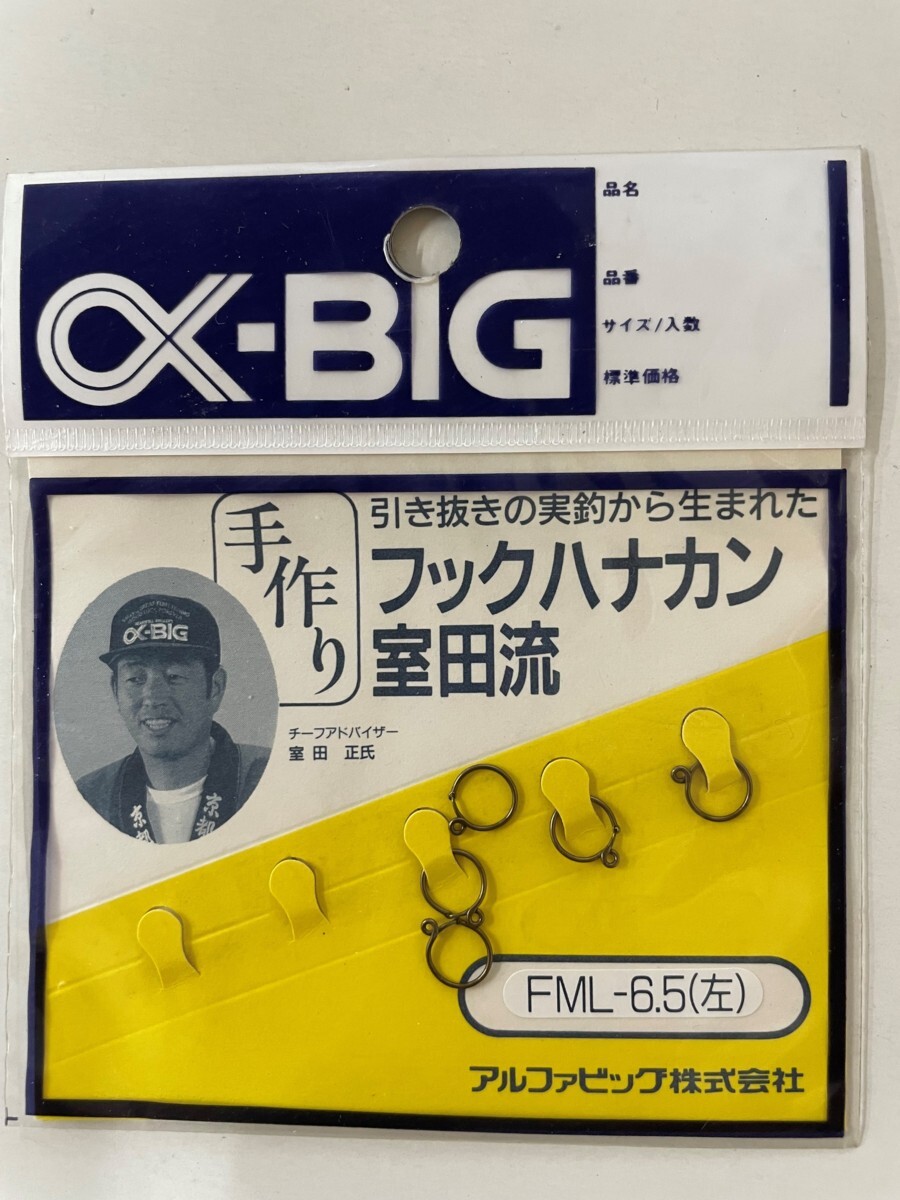 α-BiG
品名
品番
サイズ/入数
標準価格
手作り
引き抜きの実釣から生まれた
フックハナカン
室田流
α-BIG
チーフアドバイザー
室田 正氏
京都
京都
FML-6.5(左)
アルファビッグ株式会社